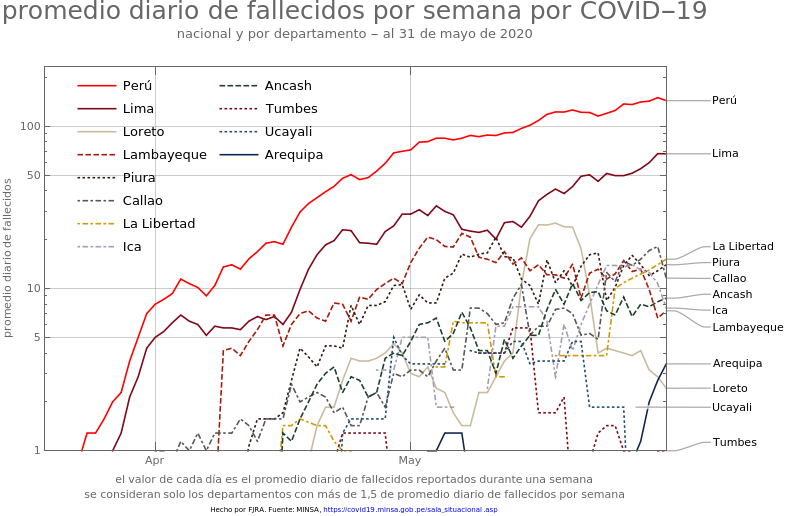 promedio diario de fallecidos por semana por COVID−19
nacional y por departamento − al 31 de mayo de 2020
promedio diario de fallecidos
100
50
10
5
1
Apr
May
Perú
Lima
Loreto
Lambayeque
Piura
Callao
La Libertad
Ica
Ancash
Tumbes
Ucayali
Arequipa
Perú
Lima
La Libertad
Piura
Callao
Ancash
Ica
Lambayeque
Arequipa
Loreto
Ucayali
Tumbes
el valor de cada día es el promedio diario de fallecidos reportados durante una semana
se consideran solo los departamentos con más de 1,5 de promedio diario de fallecidos por semana
Hecho por FJRA. Fuente: MINSA, https://covid19.minsa.gob.pe/sala_situacional.asp